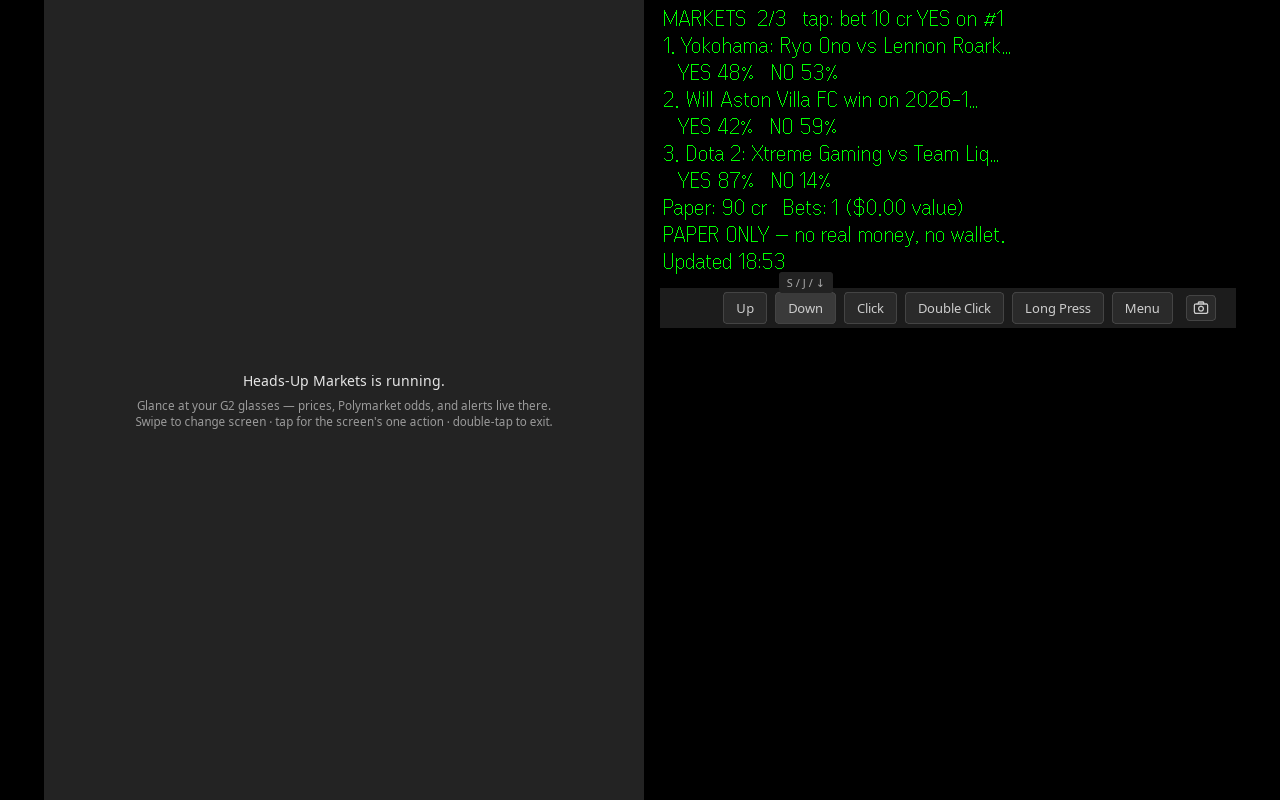 MARKETS 2/3 tap: bet 10 cr YES on #1
1. Yokohama: Ryo Ono vs Lennon Roark...
YES 48% NO 53%
2. Will Aston Villa FC win on 2026-1...
YES 42% NO 59%
3. Dota 2: Xtreme Gaming vs Team Liq...
YES 87% NO 14%
Paper: 90 cr Bets: 1 ($0.00 value)
PAPER ONLY — no real money, no wallet.
Updated 18:53
S / J / ↓
Up Down Click Double Click Long Press Menu
Heads-Up Markets is running.
Glance at your G2 glasses — prices, Polymarket odds, and alerts live there.
Swipe to change screen · tap for the screen's one action · double-tap to exit.